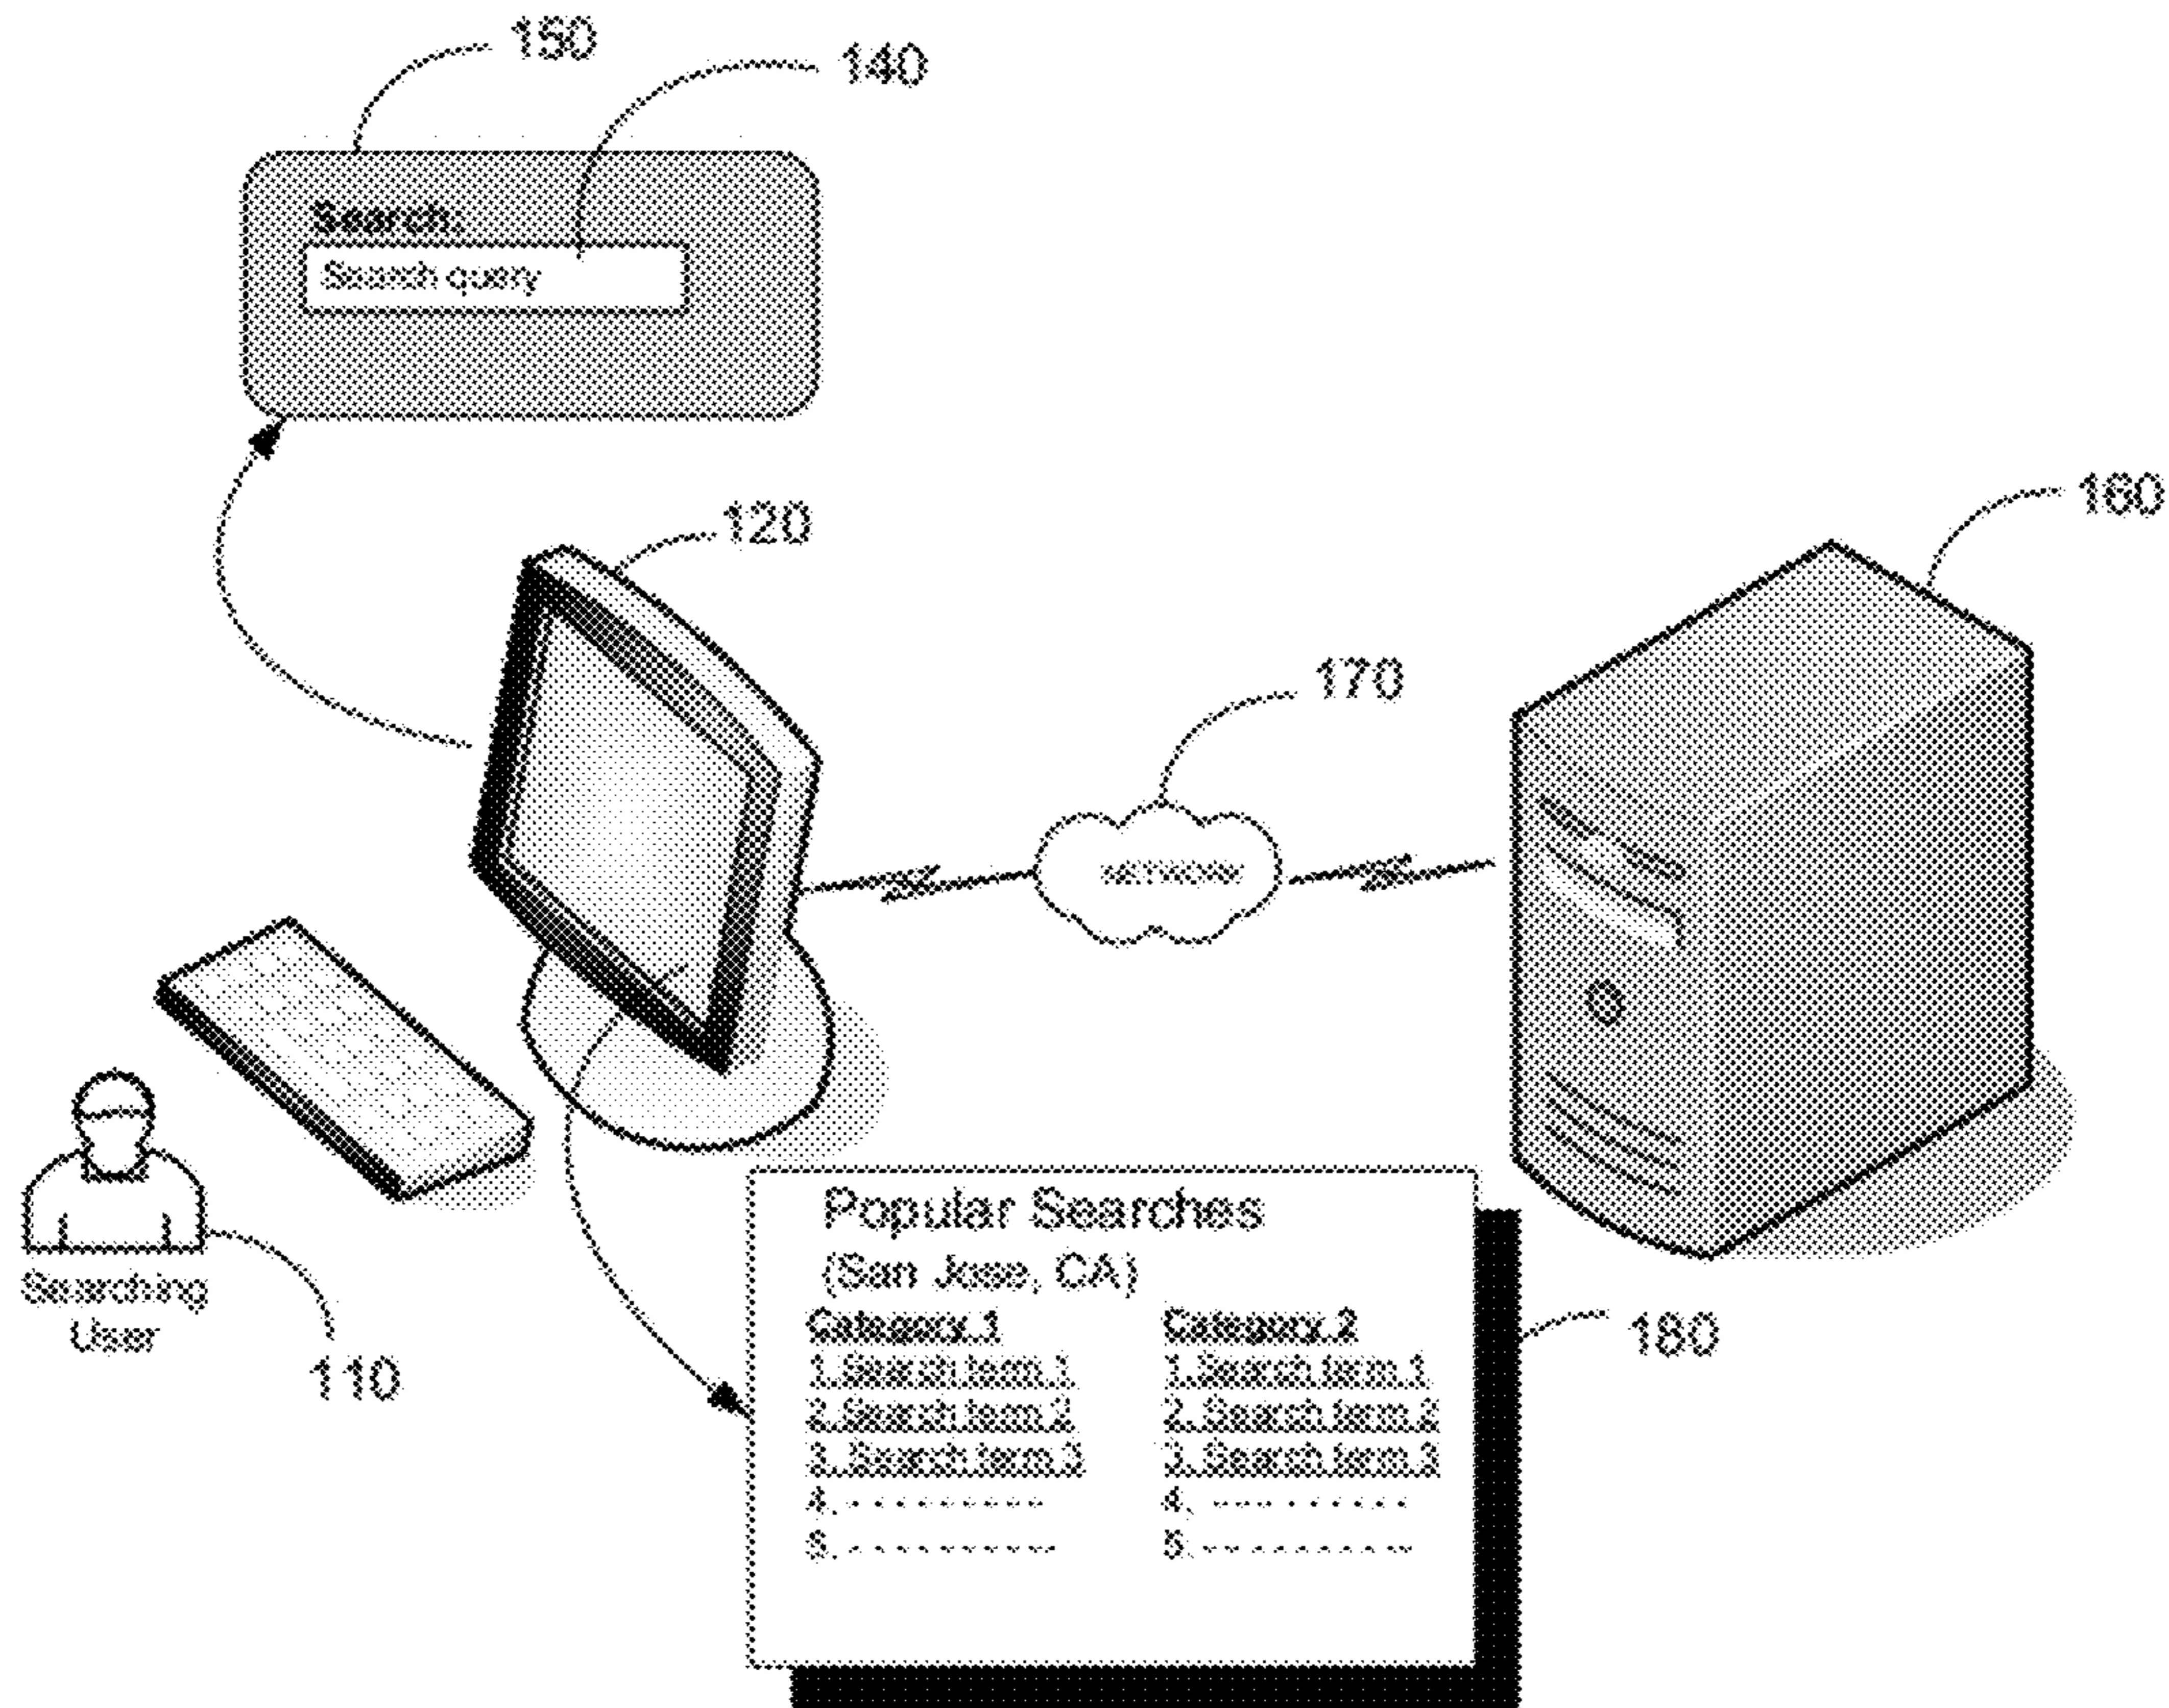 150
140
Search:
Search query
120
160
170
NETWORK
Searching
User
110
Popular Searches
(San Jose, CA)
Category 1
1. Search term 1
2. Search term 2
3. Search term 3
4. - - - - - - - - - -
5. - - - - - - - - - -
Category 2
1. Search term 1
2. Search term 2
3. Search term 3
4. - - - - - - - - - -
5. - - - - - - - - - -
180